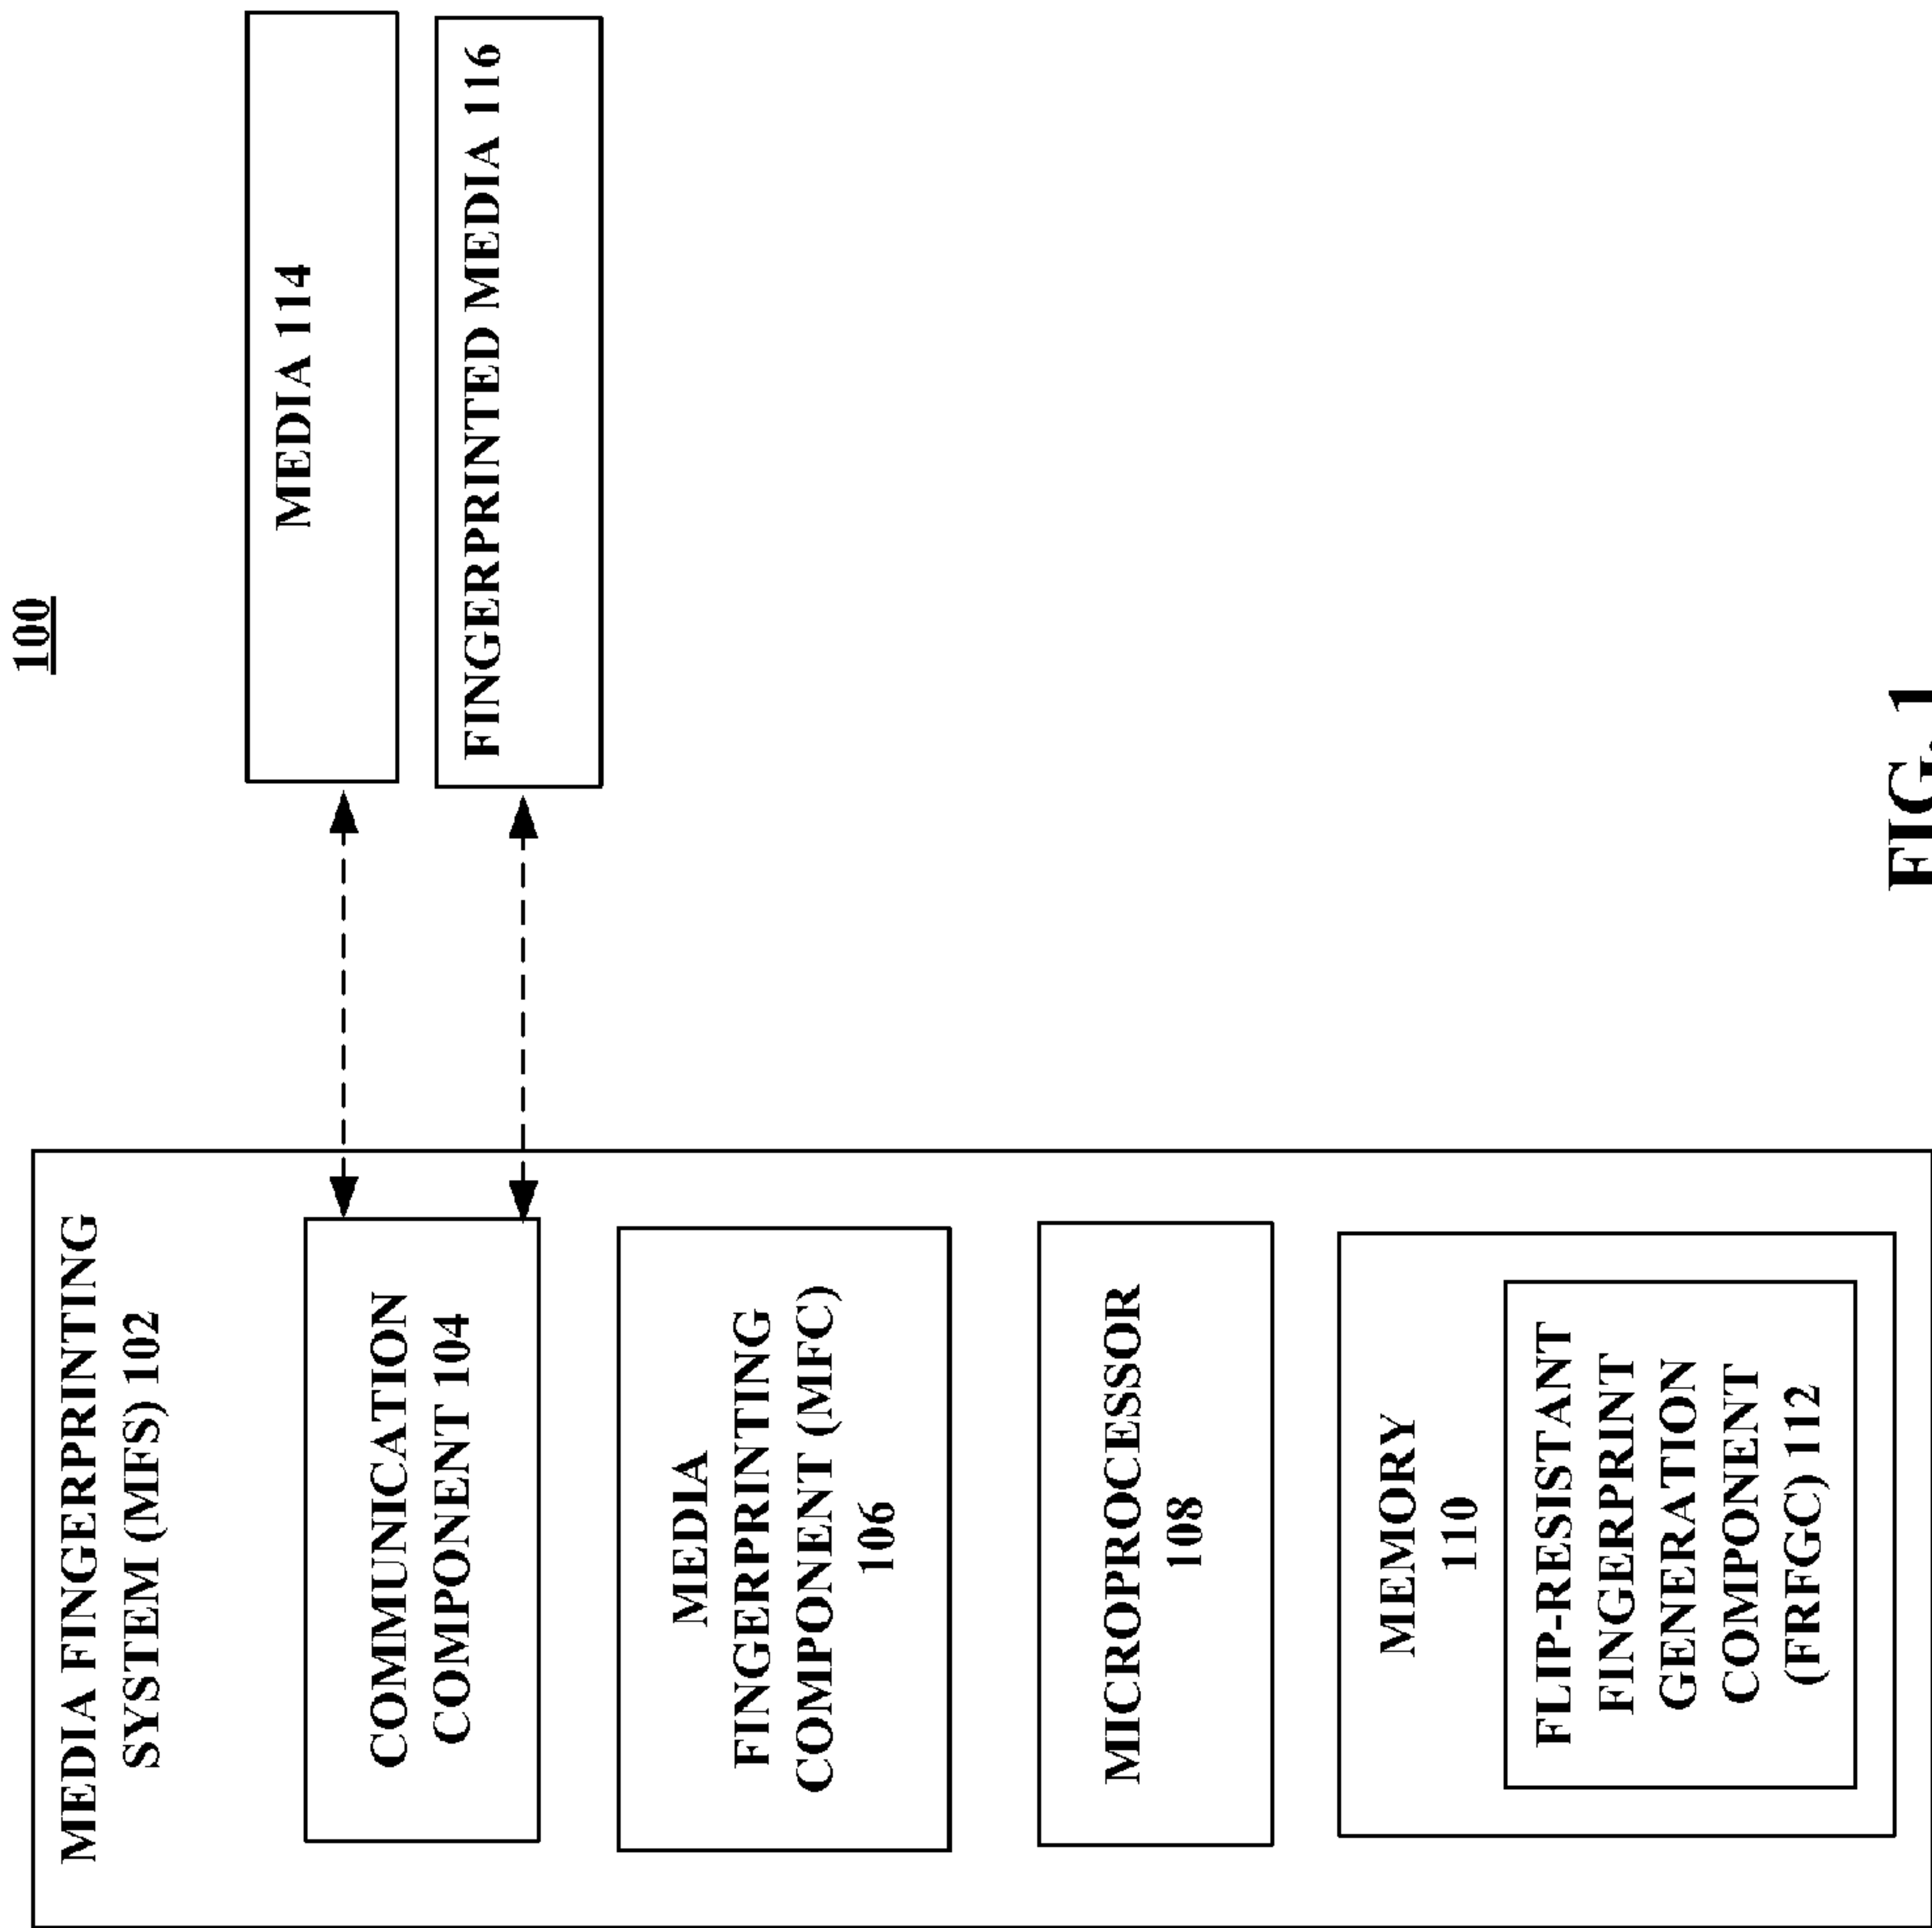 100
MEDIA FINGERPRINTING
SYSTEM (MFS) 102
COMMUNICATION
COMPONENT 104
MEDIA
FINGERPRINTING
COMPONENT (MFC)
106
MICROPROCESSOR
108
MEMORY
110
FLIP-RESISTANT
FINGERPRINT
GENERATION
COMPONENT
(FRFGC) 112
MEDIA 114
FINGERPRINTED MEDIA 116
FIG. 1